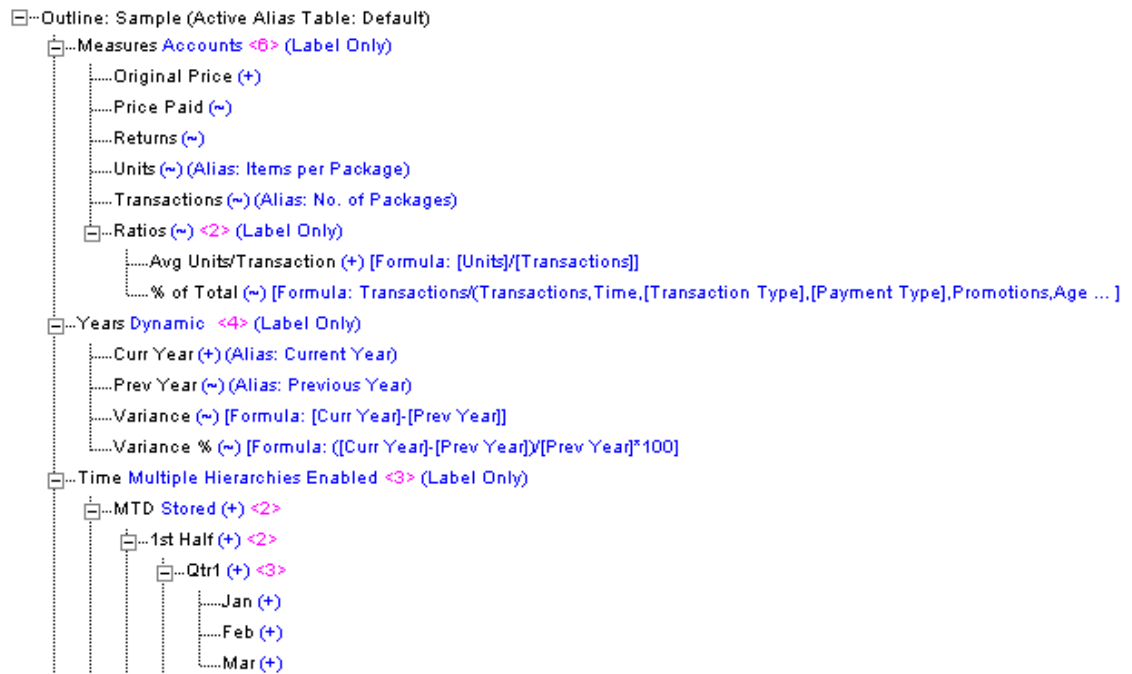 Outline: Sample (Active Alias Table: Default)
Measures Accounts <6> (Label Only)
Original Price (+)
Price Paid (~)
Returns (~)
Units (~) (Alias: Items per Package)
Transactions (~) (Alias: No. of Packages)
Ratios (~) <2> (Label Only)
Avg Units/Transaction (+) [Formula: [Units]/[Transactions]]
% of Total (~) [Formula: Transactions/(Transactions,Time,[Transaction Type],[Payment Type],Promotions,Age ... ]
Years Dynamic <4> (Label Only)
Curr Year (+) (Alias: Current Year)
Prev Year (~) (Alias: Previous Year)
Variance (~) [Formula: [Curr Year]-[Prev Year]]
Variance % (~) [Formula: ([Curr Year]-[Prev Year])/[Prev Year]*100]
Time Multiple Hierarchies Enabled <3> (Label Only)
MTD Stored (+) <2>
1st Half (+) <2>
Qtr1 (+) <3>
Jan (+)
Feb (+)
Mar (+)